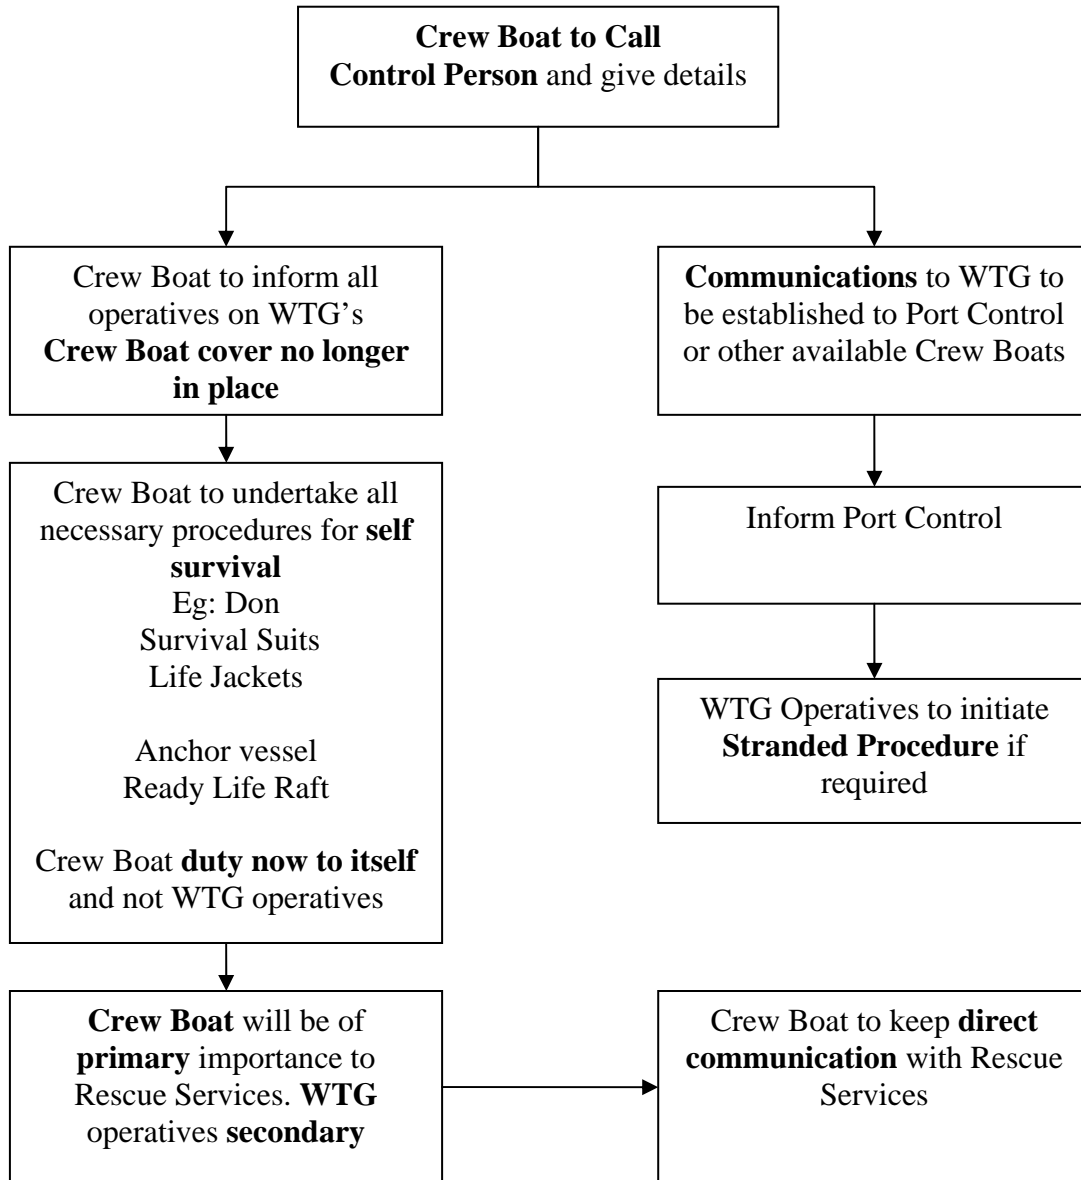 Crew Boat to Call
Control Person and give details
Crew Boat to inform all
operatives on WTG's
Crew Boat cover no longer
in place
Communications to WTG to
be established to Port Control
or other available Crew Boats
Crew Boat to undertake all
necessary procedures for self
survival
Eg: Don
Survival Suits
Life Jackets
Anchor vessel
Ready Life Raft
Crew Boat duty now to itself
and not WTG operatives
Inform Port Control
WTG Operatives to initiate
Stranded Procedure if
required
Crew Boat will be of
primary importance to
Rescue Services. WTG
operatives secondary
Crew Boat to keep direct
communication with Rescue
Services